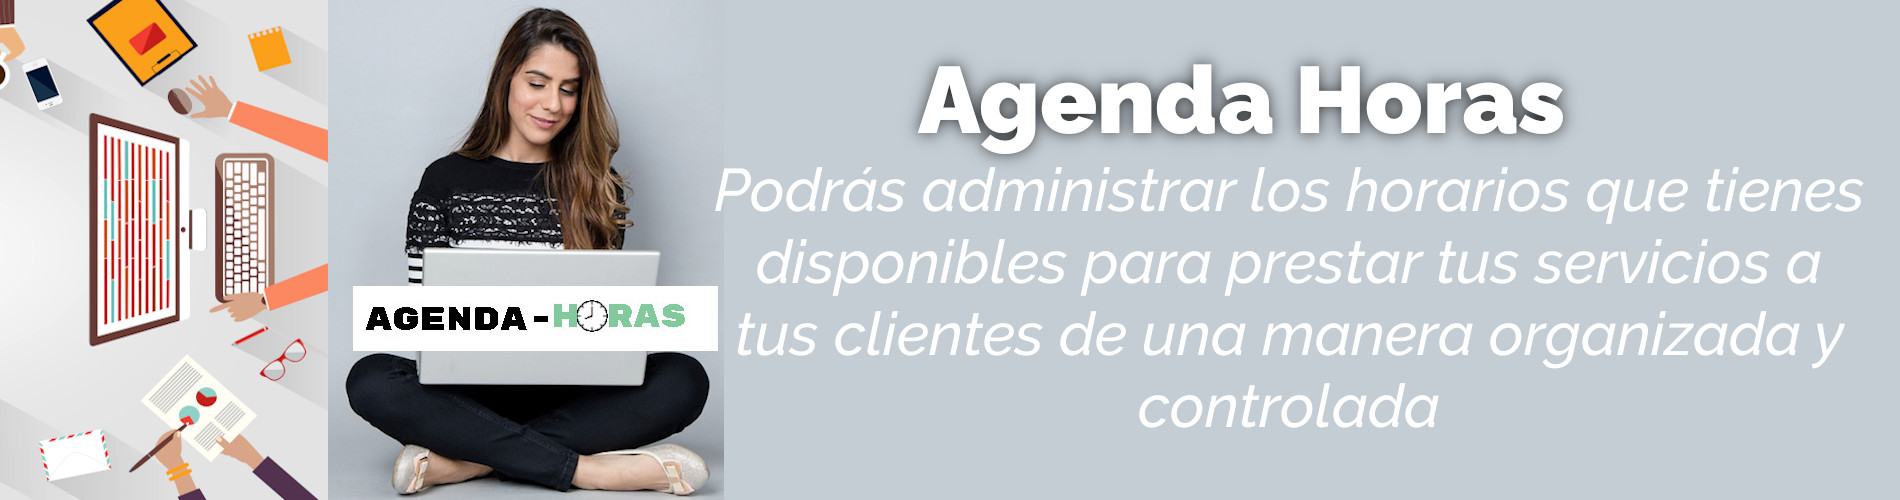 Agenda Horas
Podrás administrar los horarios que tienes
disponibles para prestar tus servicios a
tus clientes de una manera organizada y
controlada
AGENDA-HORAS